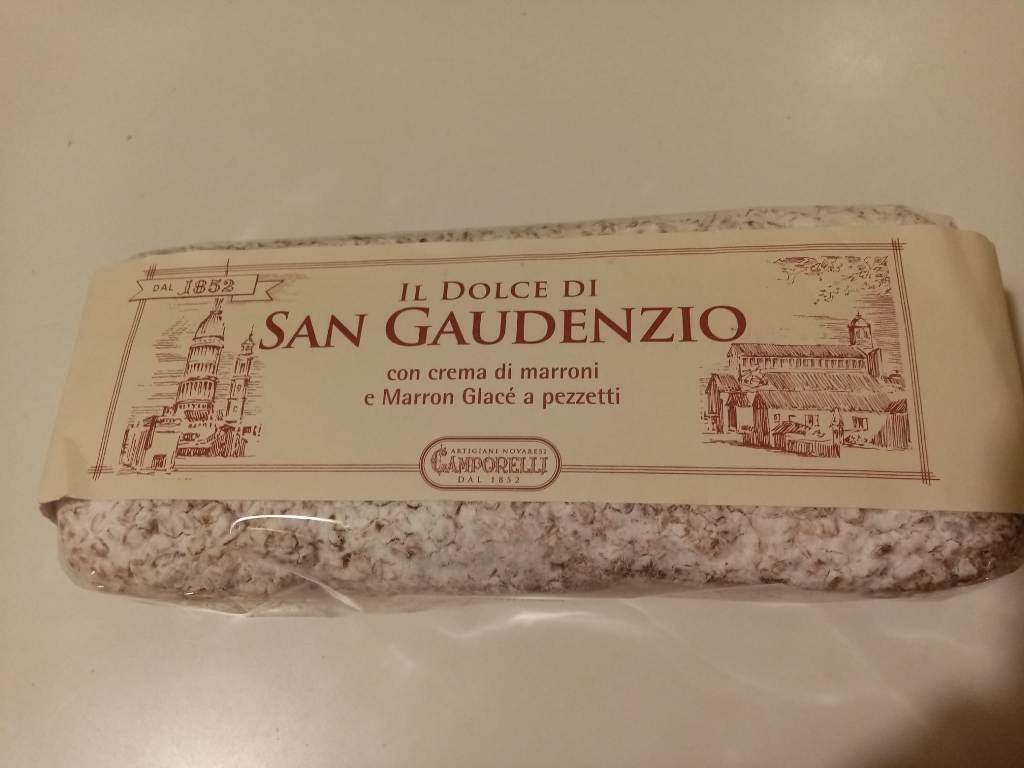 DAL 1852
IL DOLCE DI
SAN GAUDENZIO
con crema di marroni
e Marron Glacé a pezzetti
ARTIGIANI NOVARESI
CAMPORELLI
DAL 1852